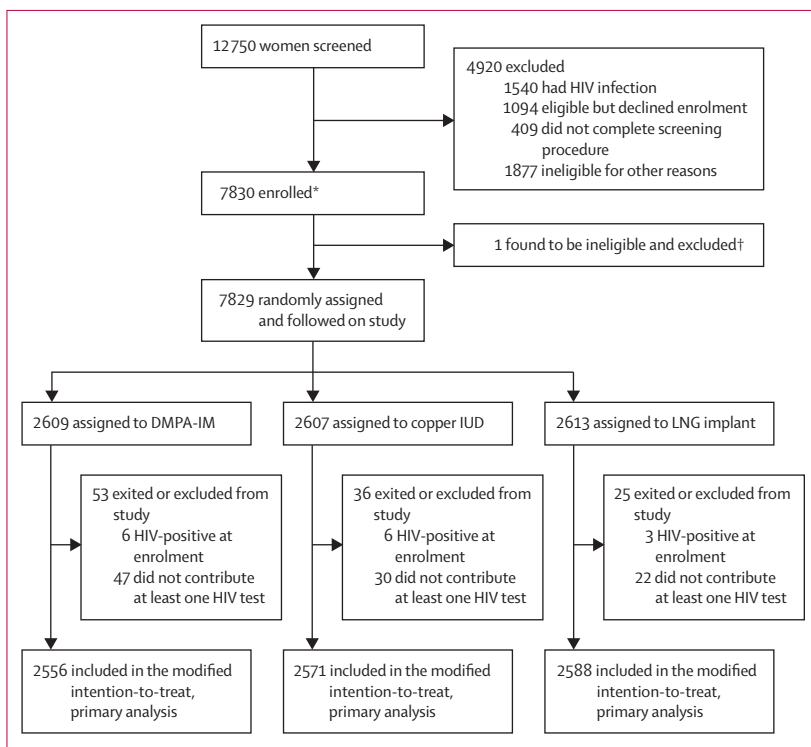 12750 women screened
4920 excluded
1540 had HIV infection
1094 eligible but declined enrolment
409 did not complete screening
procedure
1877 ineligible for other reasons
7830 enrolled*
1 found to be ineligible and excluded†
7829 randomly assigned
and followed on study
2609 assigned to DMPA-IM
2607 assigned to copper IUD
2613 assigned to LNG implant
53 exited or excluded from
study
6 HIV-positive at
enrolment
47 did not contribute
at least one HIV test
36 exited or excluded from
study
6 HIV-positive at
enrolment
30 did not contribute
at least one HIV test
25 exited or excluded from
study
3 HIV-positive at
enrolment
22 did not contribute
at least one HIV test
2556 included in the modified
intention-to-treat,
primary analysis
2571 included in the modified
intention-to-treat,
primary analysis
2588 included in the modified
intention-to-treat,
primary analysis